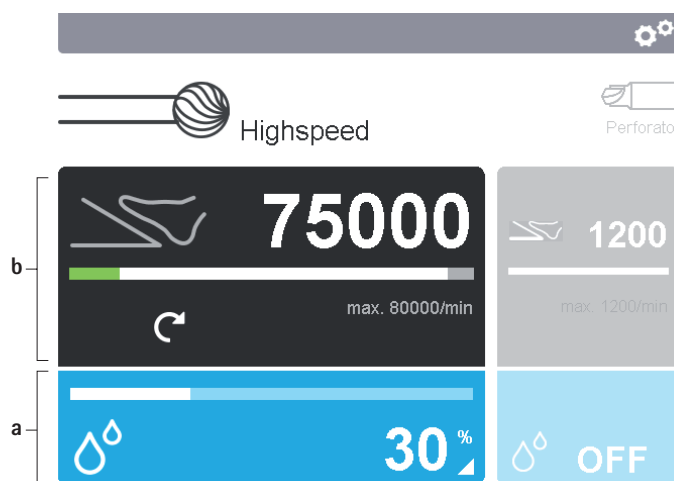 Highspeed
Perforato
b
75000
max. 80000/min
1200
max. 1200/min
a
30 %
OFF